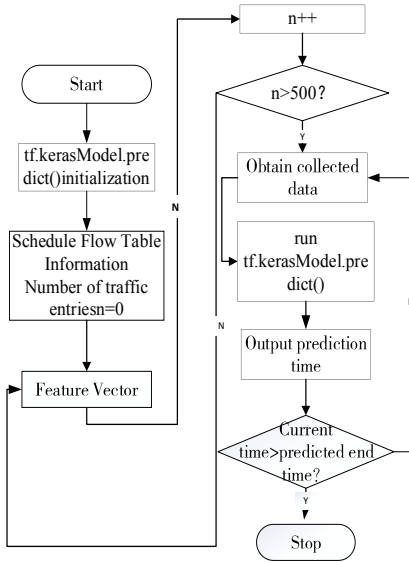 Start
tf.kerasModel.pre
dict()initialization
Schedule Flow Table
Information
Number of traffic
entriesn=0
Feature Vector
N
n++
n>500?
Y
Obtain collected
data
run
tf.kerasModel.pre
dict()
N
Output prediction
time
Current
time>predicted end
time?
Y
Stop